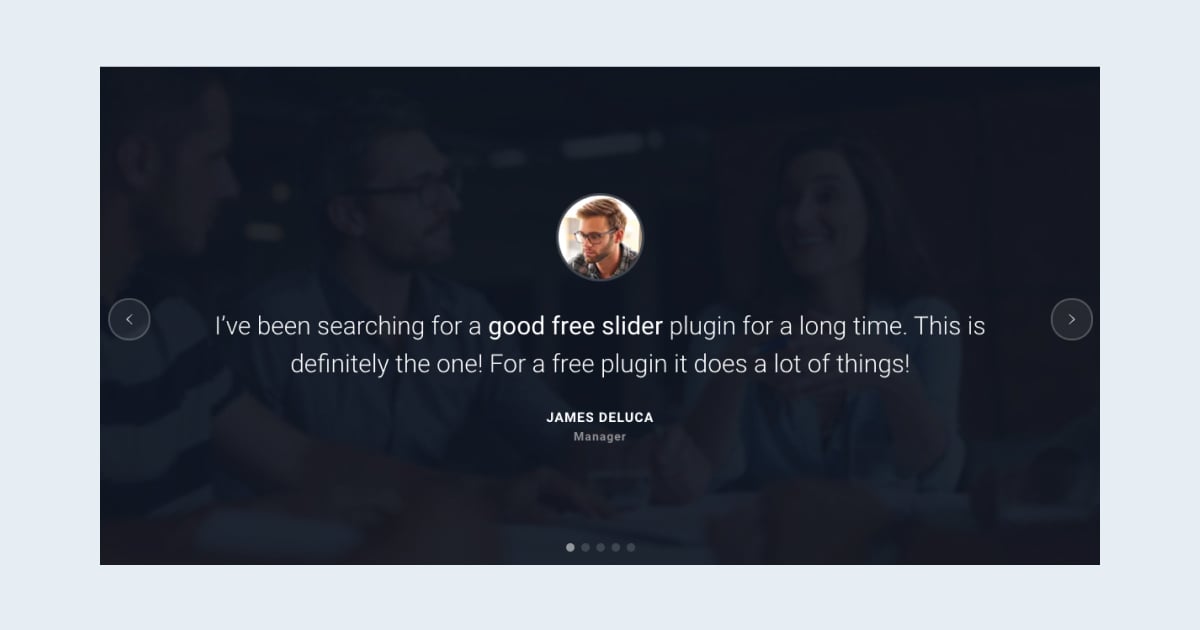 I’ve been searching for a good free slider plugin for a long time. This is
definitely the one! For a free plugin it does a lot of things!
JAMES DELUCA
Manager